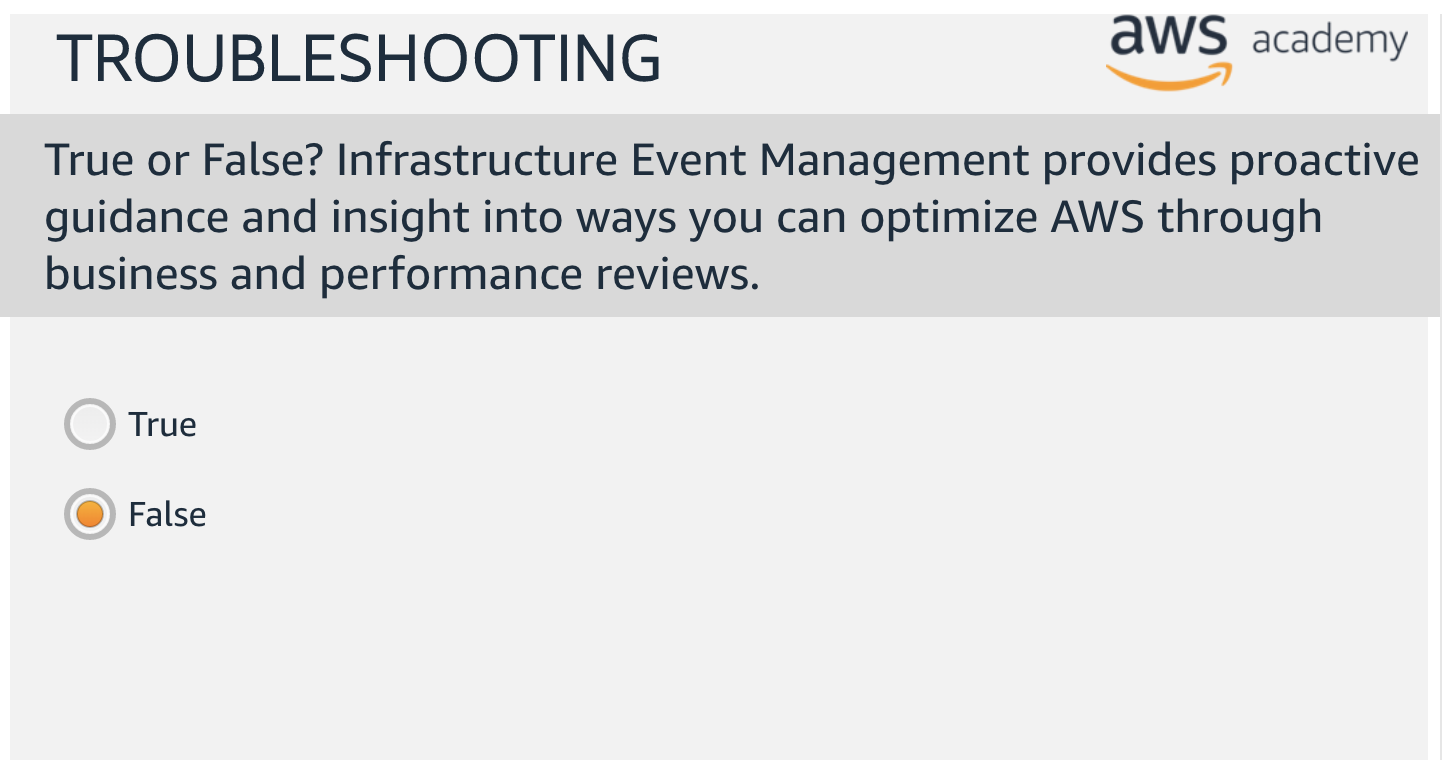 TROUBLESHOOTING
aws academy
True or False? Infrastructure Event Management provides proactive
guidance and insight into ways you can optimize AWS through
business and performance reviews.
True
False